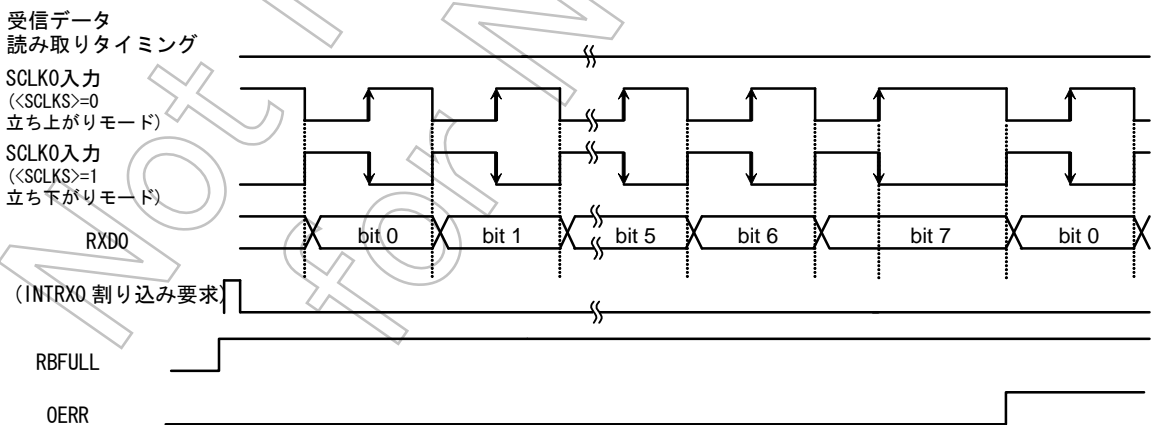 受信データ
読み取りタイミング
SCLK0入力
(<SCLKS>=0
立ち上がりモード)
SCLK0入力
(<SCLKS>=1
立ち下がりモード)
RXD0 bit 0 bit 1 bit 5 bit 6 bit 7 bit 0
(INTRX0 割り込み要求)
RBFULL
OERR
Not
for N